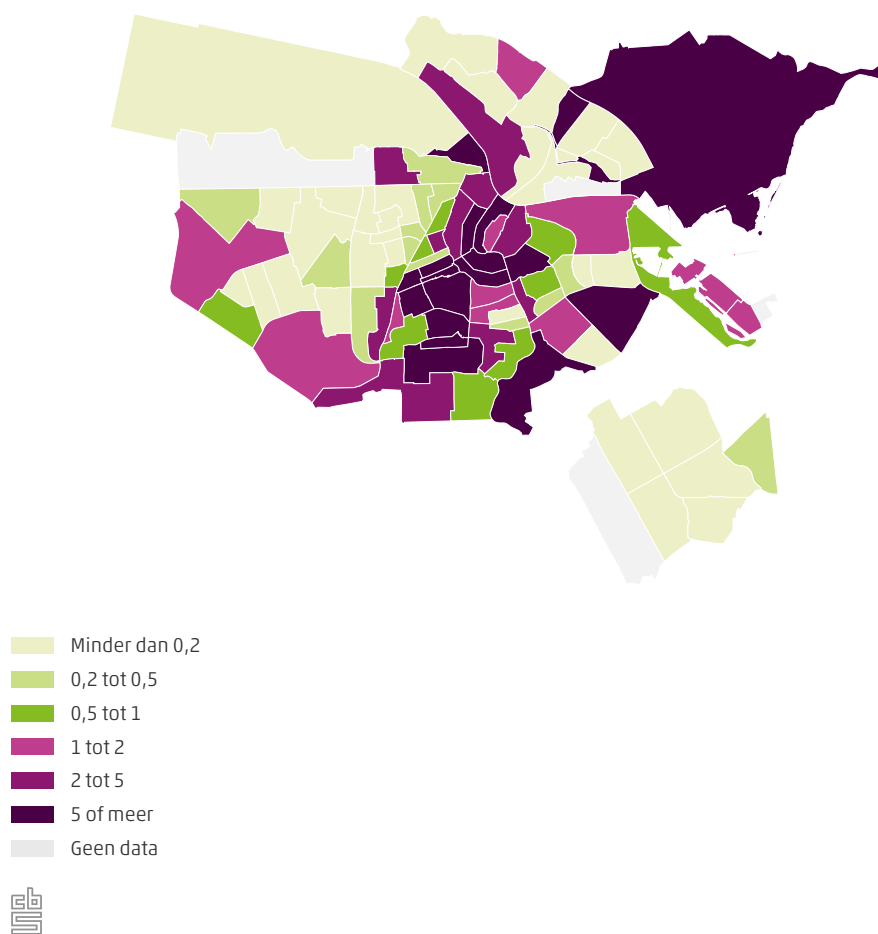 Minder dan 0,2
0,2 tot 0,5
0,5 tot 1
1 tot 2
2 tot 5
5 of meer
Geen data
cbs